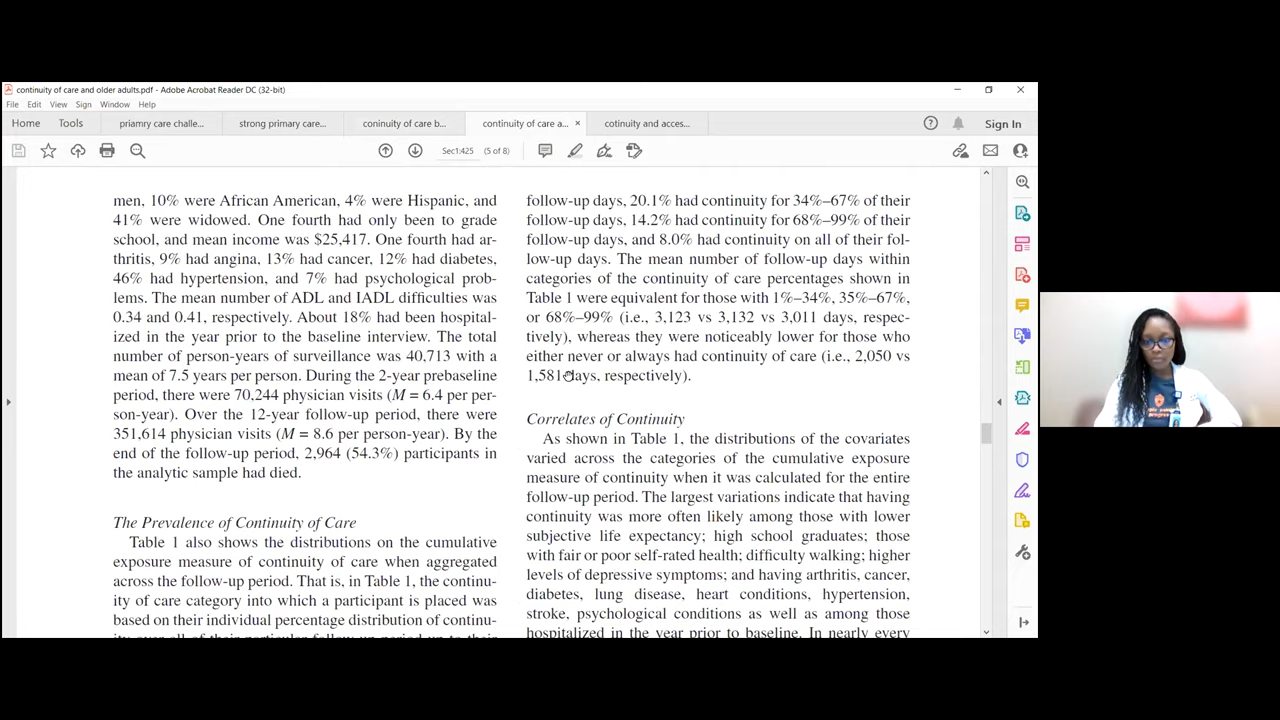 continuity of care and older adults.pdf - Adobe Acrobat Reader DC (32-bit)
File Edit View Sign Window Help
Home Tools priamry care challe... strong primary care... coninuity of care b... continuity of care a... × cotinuity and acces... Sign In
Sec1:425 (5 of 8)
men, 10% were African American, 4% were Hispanic, and
41% were widowed. One fourth had only been to grade
school, and mean income was $25,417. One fourth had ar-
thritis, 9% had angina, 13% had cancer, 12% had diabetes,
46% had hypertension, and 7% had psychological prob-
lems. The mean number of ADL and IADL difficulties was
0.34 and 0.41, respectively. About 18% had been hospital-
ized in the year prior to the baseline interview. The total
number of person-years of surveillance was 40,713 with a
mean of 7.5 years per person. During the 2-year prebaseline
period, there were 70,244 physician visits (M = 6.4 per per-
son-year). Over the 12-year follow-up period, there were
351,614 physician visits (M = 8.6 per person-year). By the
end of the follow-up period, 2,964 (54.3%) participants in
the analytic sample had died.
The Prevalence of Continuity of Care
Table 1 also shows the distributions on the cumulative
exposure measure of continuity of care when aggregated
across the follow-up period. That is, in Table 1, the continu-
ity of care category into which a participant is placed was
based on their individual percentage distribution of continu-
ity over all of their particular follow-up period up to their
follow-up days, 20.1% had continuity for 34%–67% of their
follow-up days, 14.2% had continuity for 68%–99% of their
follow-up days, and 8.0% had continuity on all of their fol-
low-up days. The mean number of follow-up days within
categories of the continuity of care percentages shown in
Table 1 were equivalent for those with 1%–34%, 35%–67%,
or 68%–99% (i.e., 3,123 vs 3,132 vs 3,011 days, respec-
tively), whereas they were noticeably lower for those who
either never or always had continuity of care (i.e., 2,050 vs
1,581 days, respectively).
Correlates of Continuity
As shown in Table 1, the distributions of the covariates
varied across the categories of the cumulative exposure
measure of continuity when it was calculated for the entire
follow-up period. The largest variations indicate that having
continuity was more often likely among those with lower
subjective life expectancy; high school graduates; those
with fair or poor self-rated health; difficulty walking; higher
levels of depressive symptoms; and having arthritis, cancer,
diabetes, lung disease, heart conditions, hypertension,
stroke, psychological conditions as well as among those
hospitalized in the year prior to baseline. In nearly every